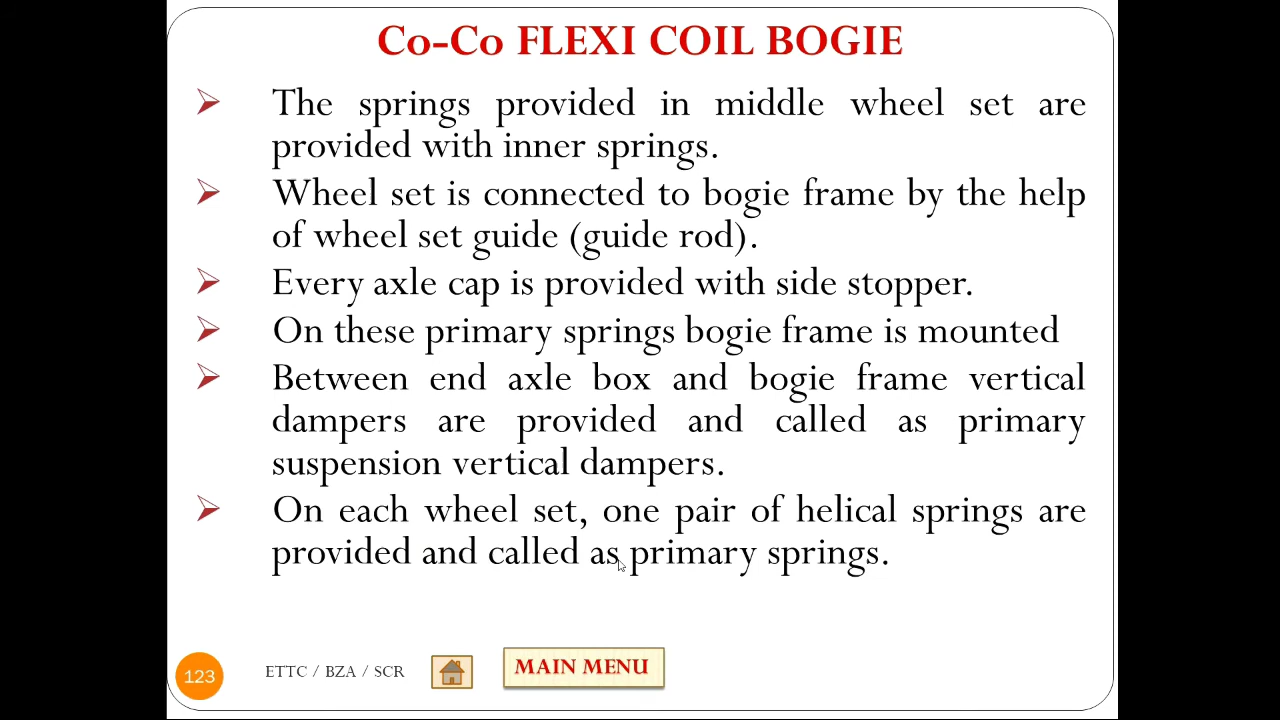 Co-Co FLEXI COIL BOGIE
The springs provided in middle wheel set are
provided with inner springs.
Wheel set is connected to bogie frame by the help
of wheel set guide (guide rod).
Every axle cap is provided with side stopper.
On these primary springs bogie frame is mounted
Between end axle box and bogie frame vertical
dampers are provided and called as primary
suspension vertical dampers.
On each wheel set, one pair of helical springs are
provided and called as primary springs.
123
ETTC / BZA / SCR
MAIN MENU